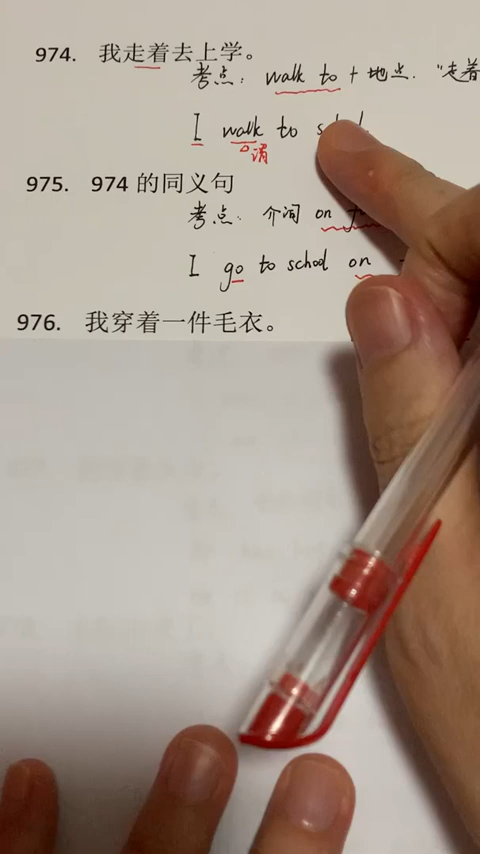 974. 我走着去上学。
考点: walk to + 地点. "走着
I walk to
谓
975. 974 的同义句
考点: 介词 on
I go to school on
976. 我穿着一件毛衣。